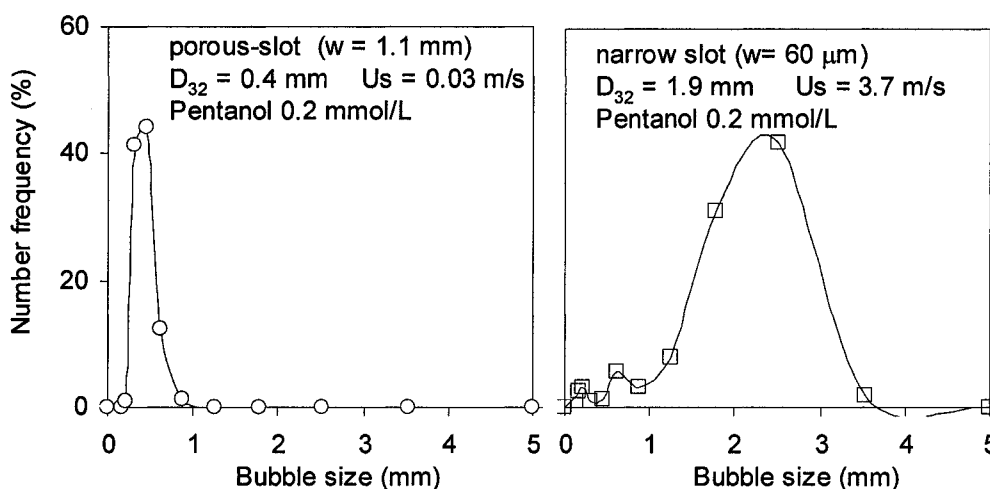 60
40
20
0
Number frequency (%)
porous-slot (w = 1.1 mm)
D32 = 0.4 mm Us = 0.03 m/s
Pentanol 0.2 mmol/L
0 1 2 3 4 5
Bubble size (mm)
narrow slot (w= 60 μm)
D32 = 1.9 mm Us = 3.7 m/s
Pentanol 0.2 mmol/L
0 1 2 3 4 5
Bubble size (mm)